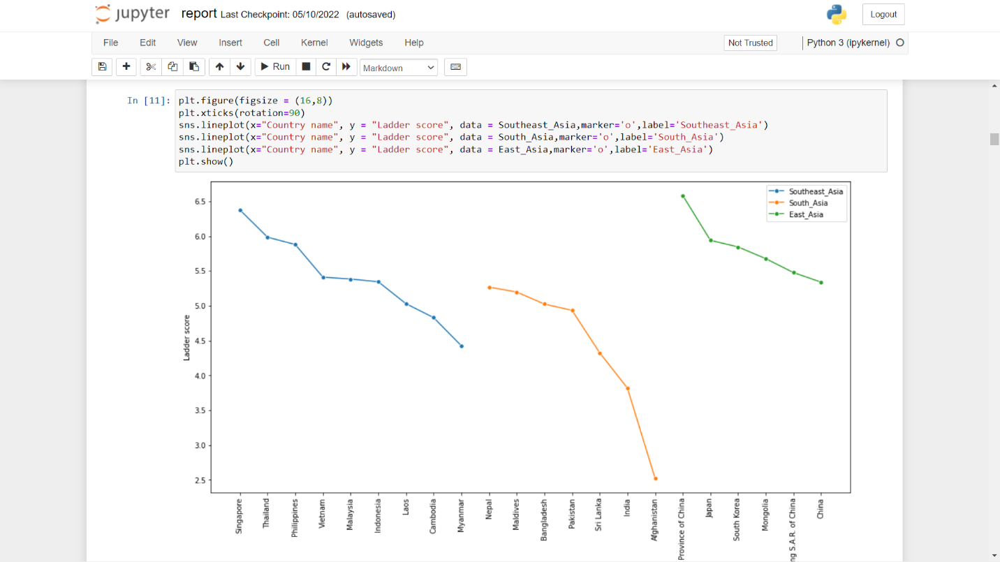 jupyter report Last Checkpoint: 05/10/2022 (autosaved)
Logout
File Edit View Insert Cell Kernel Widgets Help
Not Trusted
Python 3 (ipykernel)
Run
Markdown
In [11]:
plt.figure(figsize = (16,8))
plt.xticks(rotation=90)
sns.lineplot(x="Country name", y = "Ladder score", data = Southeast_Asia,marker='o',label='Southeast_Asia')
sns.lineplot(x="Country name", y = "Ladder score", data = South_Asia,marker='o',label='South_Asia')
sns.lineplot(x="Country name", y = "Ladder score", data = East_Asia,marker='o',label='East_Asia')
plt.show()
Southeast_Asia
South_Asia
East_Asia
6.5
6.0
5.5
5.0
4.5
4.0
3.5
3.0
2.5
Ladder score
Singapore
Thailand
Philippines
Vietnam
Malaysia
Indonesia
Laos
Cambodia
Myanmar
Nepal
Maldives
Bangladesh
Pakistan
Sri Lanka
India
Afghanistan
Province of China
Japan
South Korea
Mongolia
ng S.A.R. of China
China